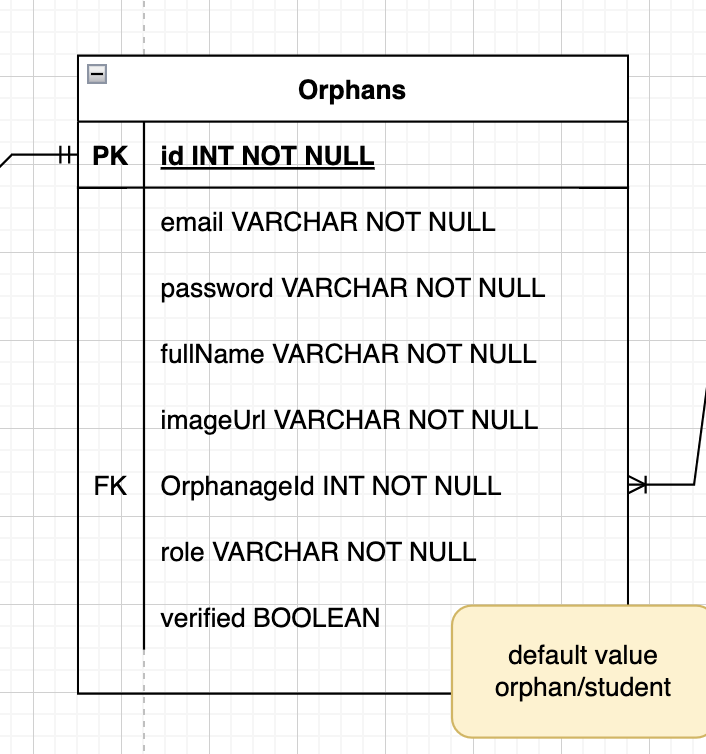 Orphans
PK id INT NOT NULL
email VARCHAR NOT NULL
password VARCHAR NOT NULL
fullName VARCHAR NOT NULL
imageUrl VARCHAR NOT NULL
FK OrphanageId INT NOT NULL
role VARCHAR NOT NULL
verified BOOLEAN
default value
orphan/student